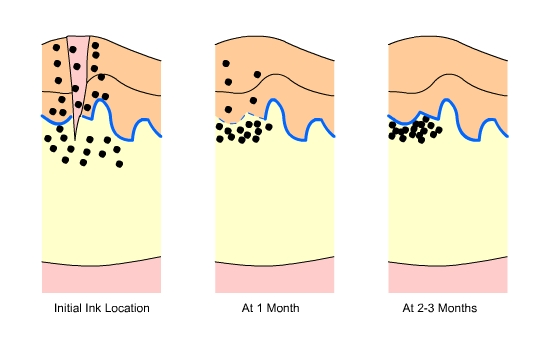 Initial Ink Location
At 1 Month
At 2-3 Months